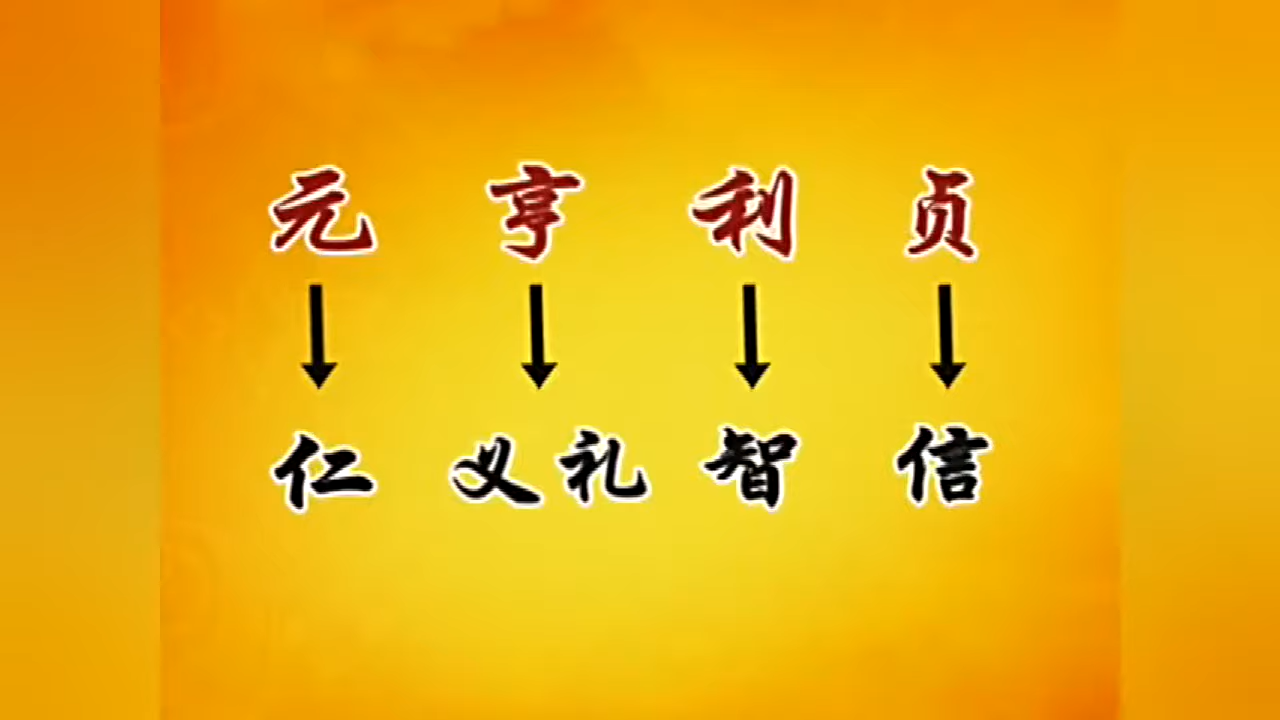 元 亨 利 贞
仁 义 礼 智 信